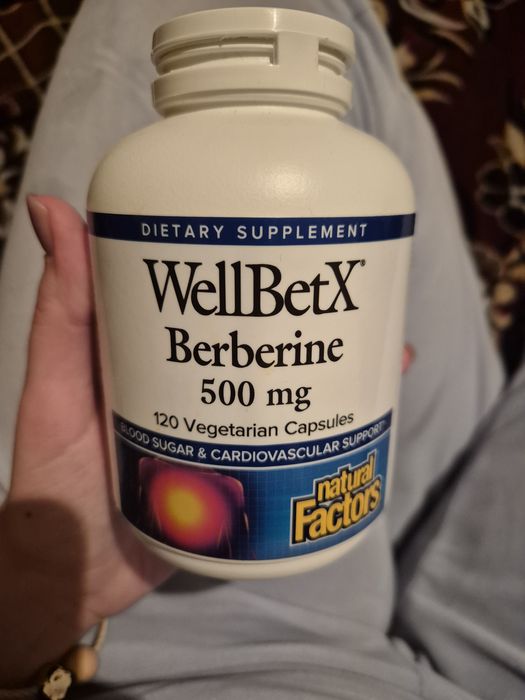 DIETARY SUPPLEMENT
WellBetX®
Berberine
500 mg
120 Vegetarian Capsules
BLOOD SUGAR & CARDIOVASCULAR SUPPORT
natural
Factors